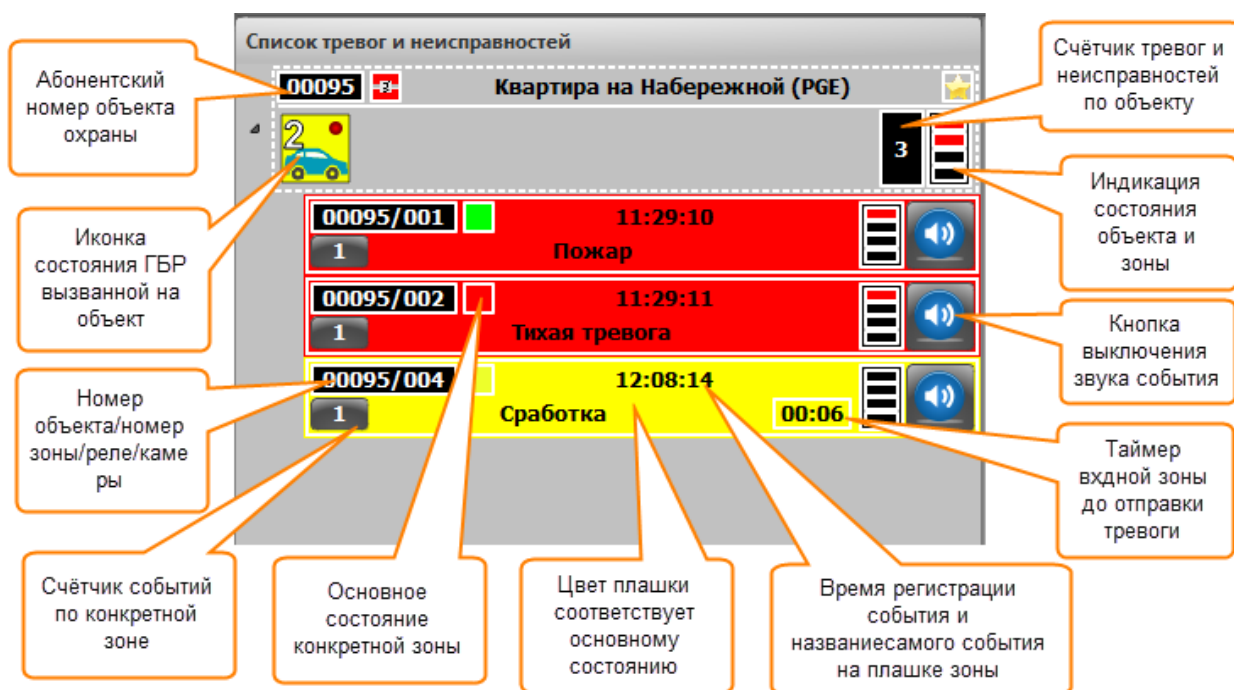 Список тревог и неисправностей
00095
Квартира на Набережной (PGE)
2
3
00095/001
11:29:10
1
Пожар
00095/002
11:29:11
1
Тихая тревога
00095/004
12:08:14
1
Сработка
00:06
Абонентский
номер объекта
охраны
Иконка
состояния ГБР
вызванной на
объект
Номер
объекта/номер
зоны/реле/каме
ры
Счётчик событий
по конкретной
зоне
Основное
состояние
конкретной зоны
Цвет плашки
соответствует
основному
состоянию
Время регистрации
события и
названиесамого события
на плашке зоны
Счётчик тревог и
неисправностей
по объекту
Индикация
состояния
объекта и
зоны
Кнопка
выключения
звука события
Таймер
вхдной зоны
до отправки
тревоги